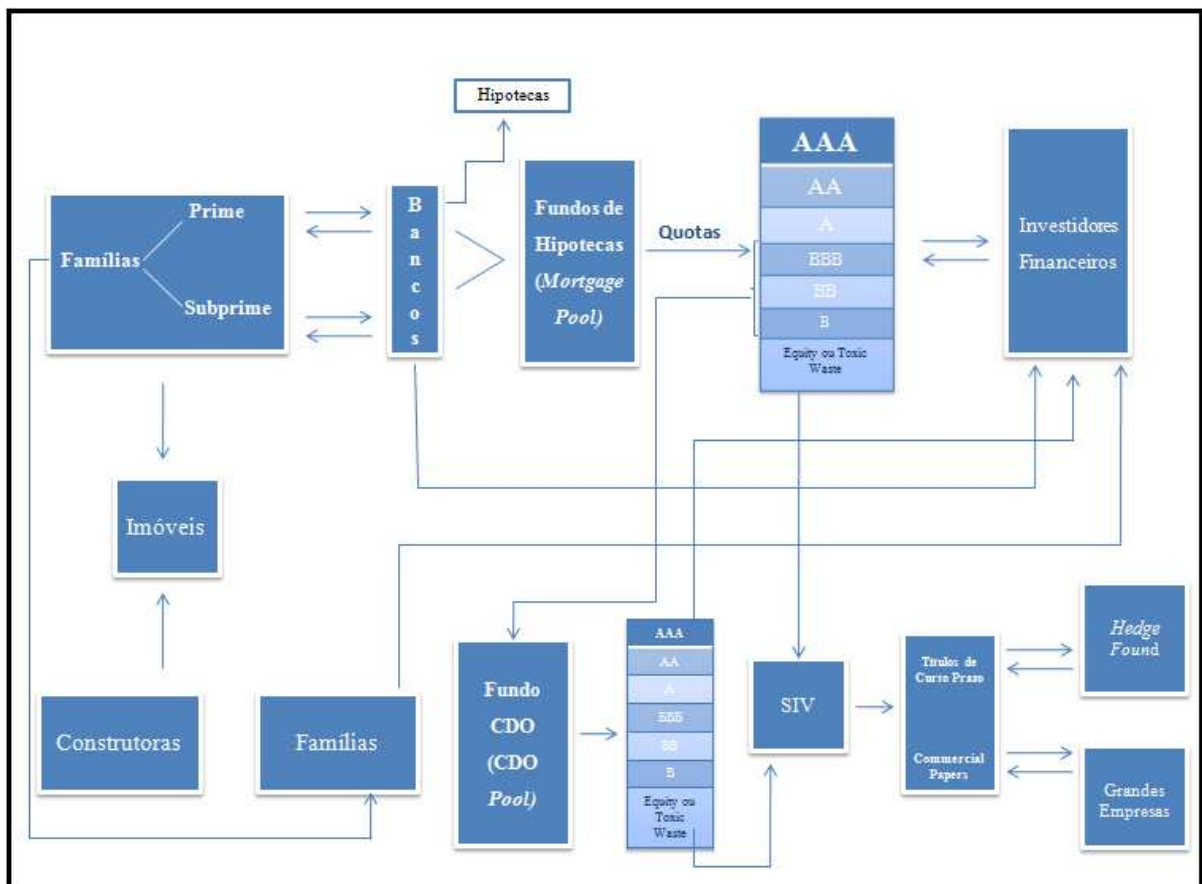 Hipotecas
Prime
Famílias
Subprime
B
a
n
c
o
s
Fundos de
Hipotecas
(Mortgage
Pool)
Quotas
AAA
AA
A
BBB
BB
B
Equity ou Toxic
Waste
Investidores
Financeiros
Imóveis
Construtoras
Famílias
Fundo
CDO
(CDO
Pool)
AAA
AA
A
BBB
BB
B
Equity ou
Toxic
Waste
SIV
Títulos de
Curto Prazo
Commercial
Papers
Hedge
Found
Grandes
Empresas